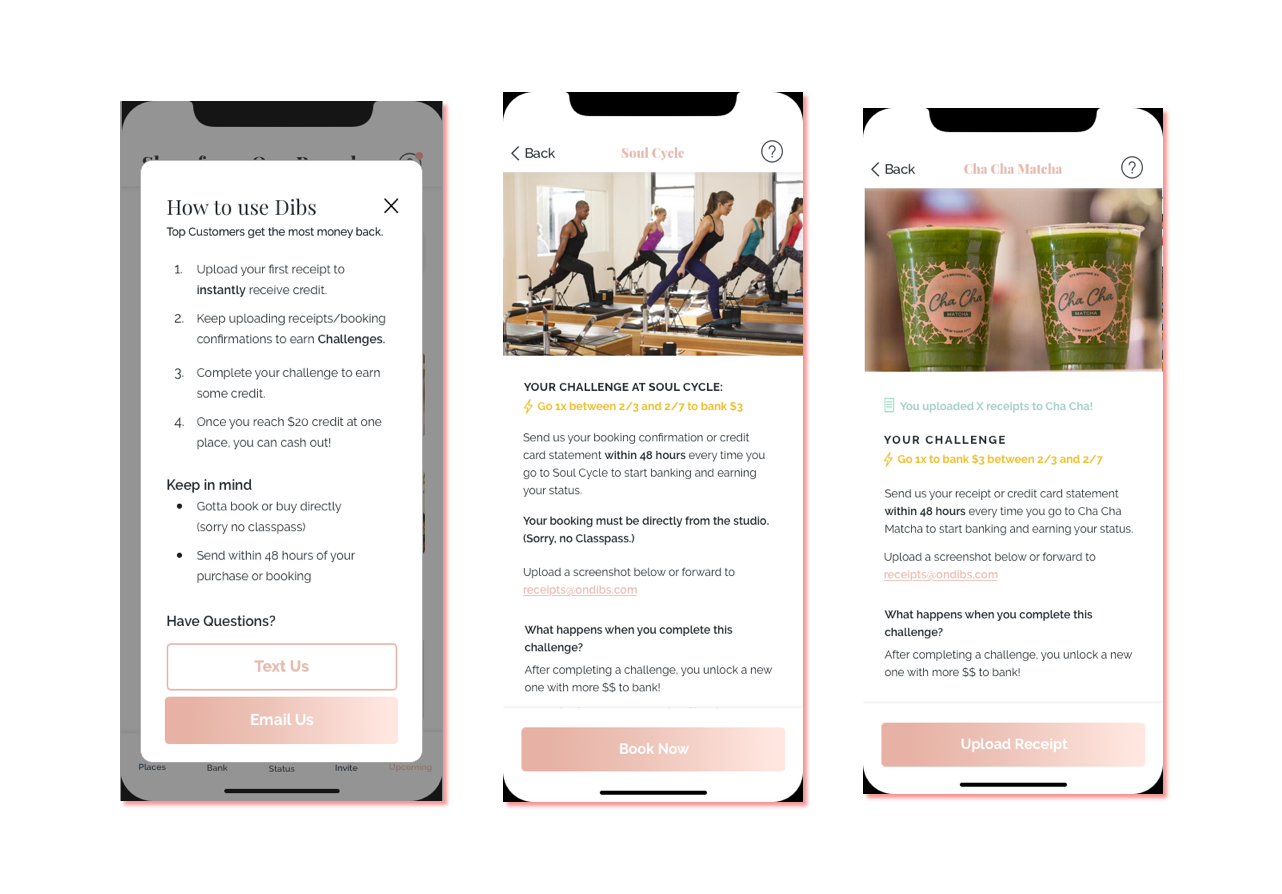 How to use Dibs
Top Customers get the most money back.
1. Upload your first receipt to
instantly receive credit.
2. Keep uploading receipts/booking
confirmations to earn Challenges.
3. Complete your challenge to earn
some credit.
4. Once you reach $20 credit at one
place, you can cash out!
Keep in mind
• Gotta book or buy directly
(sorry no classpass)
• Send within 48 hours of your
purchase or booking
Have Questions?
Text Us
Email Us
Places Bank Status Invite Upcoming
Back Soul Cycle ?
YOUR CHALLENGE AT SOUL CYCLE:
Go 1x between 2/3 and 2/7 to bank $3
Send us your booking confirmation or credit
card statement within 48 hours every time you
go to Soul Cycle to start banking and earning
your status.
Your booking must be directly from the studio.
(Sorry, no Classpass.)
Upload a screenshot below or forward to
receipts@ondibs.com
What happens when you complete this
challenge?
After completing a challenge, you unlock a new
one with more $$ to bank!
Book Now
Back Cha Cha Matcha ?
Cha Cha
MATCHA
NEW YORK CITY
Cha Cha
MATCHA
NEW YORK CITY
You uploaded X receipts to Cha Cha!
YOUR CHALLENGE
Go 1x to bank $3 between 2/3 and 2/7
Send us your receipt or credit card statement
within 48 hours every time you go to Cha Cha
Matcha to start banking and earning your status.
Upload a screenshot below or forward to
receipts@ondibs.com
What happens when you complete this
challenge?
After completing a challenge, you unlock a new
one with more $$ to bank!
Upload Receipt